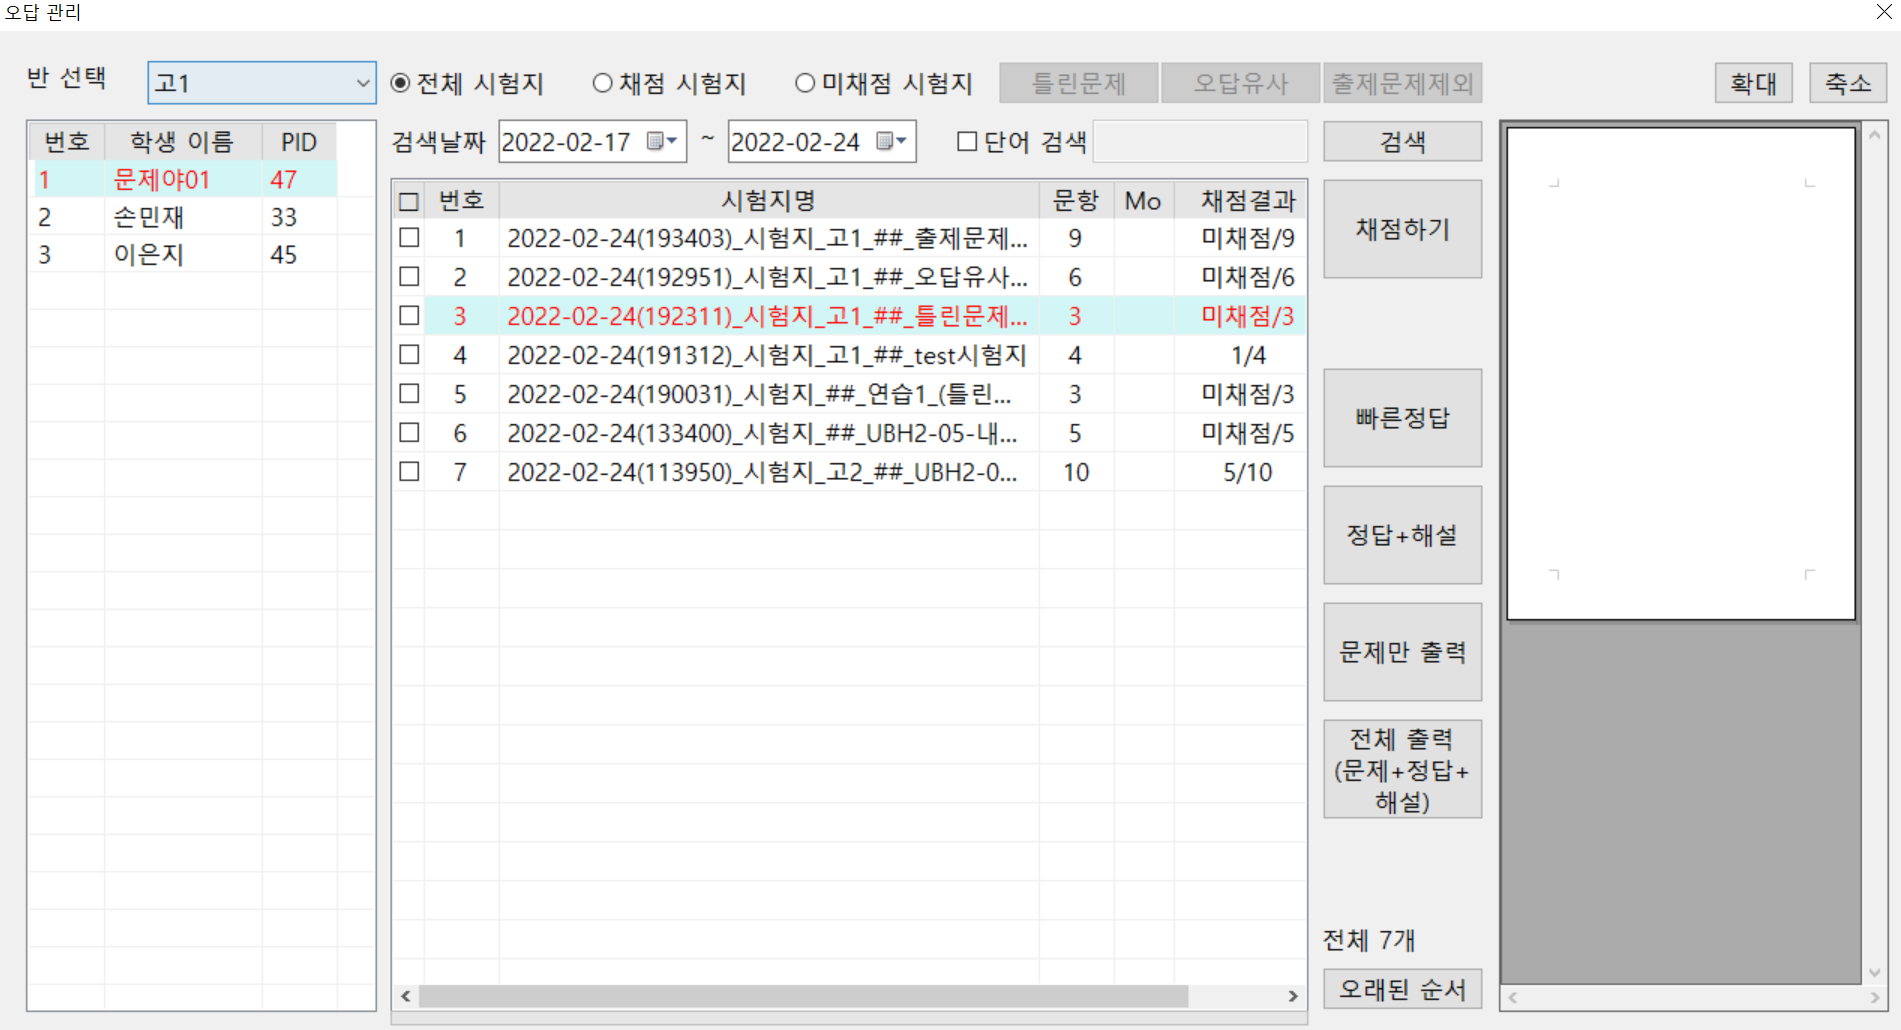 오답 관리
반 선택 고1 전체 시험지 채점 시험지 미채점 시험지 틀린문제 오답유사 출제문제제외 확대 축소
검색날짜 2022-02-17 ~ 2022-02-24 단어 검색 검색
번호 학생 이름 PID
1 문제야01 47
2 손민재 33
3 이은지 45
번호 시험지명 문항 Mo 채점결과
1 2022-02-24(193403)_시험지_고1_##_출제문제... 9 미채점/9
2 2022-02-24(192951)_시험지_고1_##_오답유사... 6 미채점/6
3 2022-02-24(192311)_시험지_고1_##_틀린문제... 3 미채점/3
4 2022-02-24(191312)_시험지_고1_##_test시험지 4 1/4
5 2022-02-24(190031)_시험지_##_연습1_(틀린... 3 미채점/3
6 2022-02-24(133400)_시험지_##_UBH2-05-내... 5 미채점/5
7 2022-02-24(113950)_시험지_고2_##_UBH2-0... 10 5/10
채점하기
빠른정답
정답+해설
문제만 출력
전체 출력
(문제+정답+
해설)
전체 7개
오래된 순서